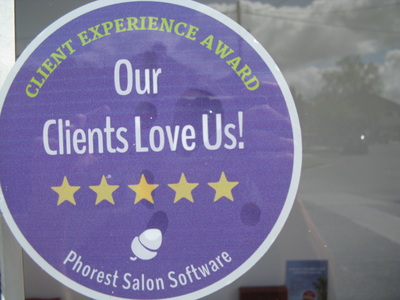 CLIENT EXPERIENCE AWARD
Our
Clients Love Us!
Phorest Salon Software